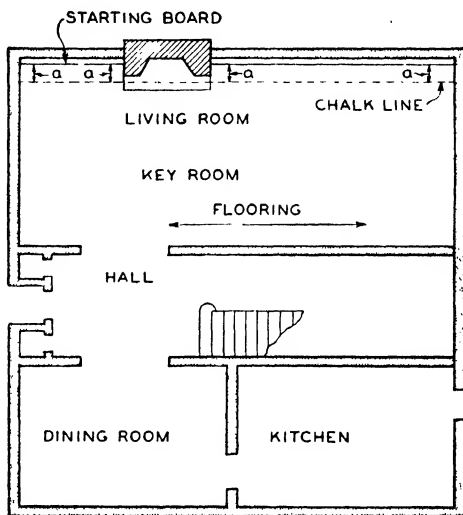 STARTING BOARD
a a a a
CHALK LINE
LIVING ROOM
KEY ROOM
FLOORING
HALL
DINING ROOM KITCHEN